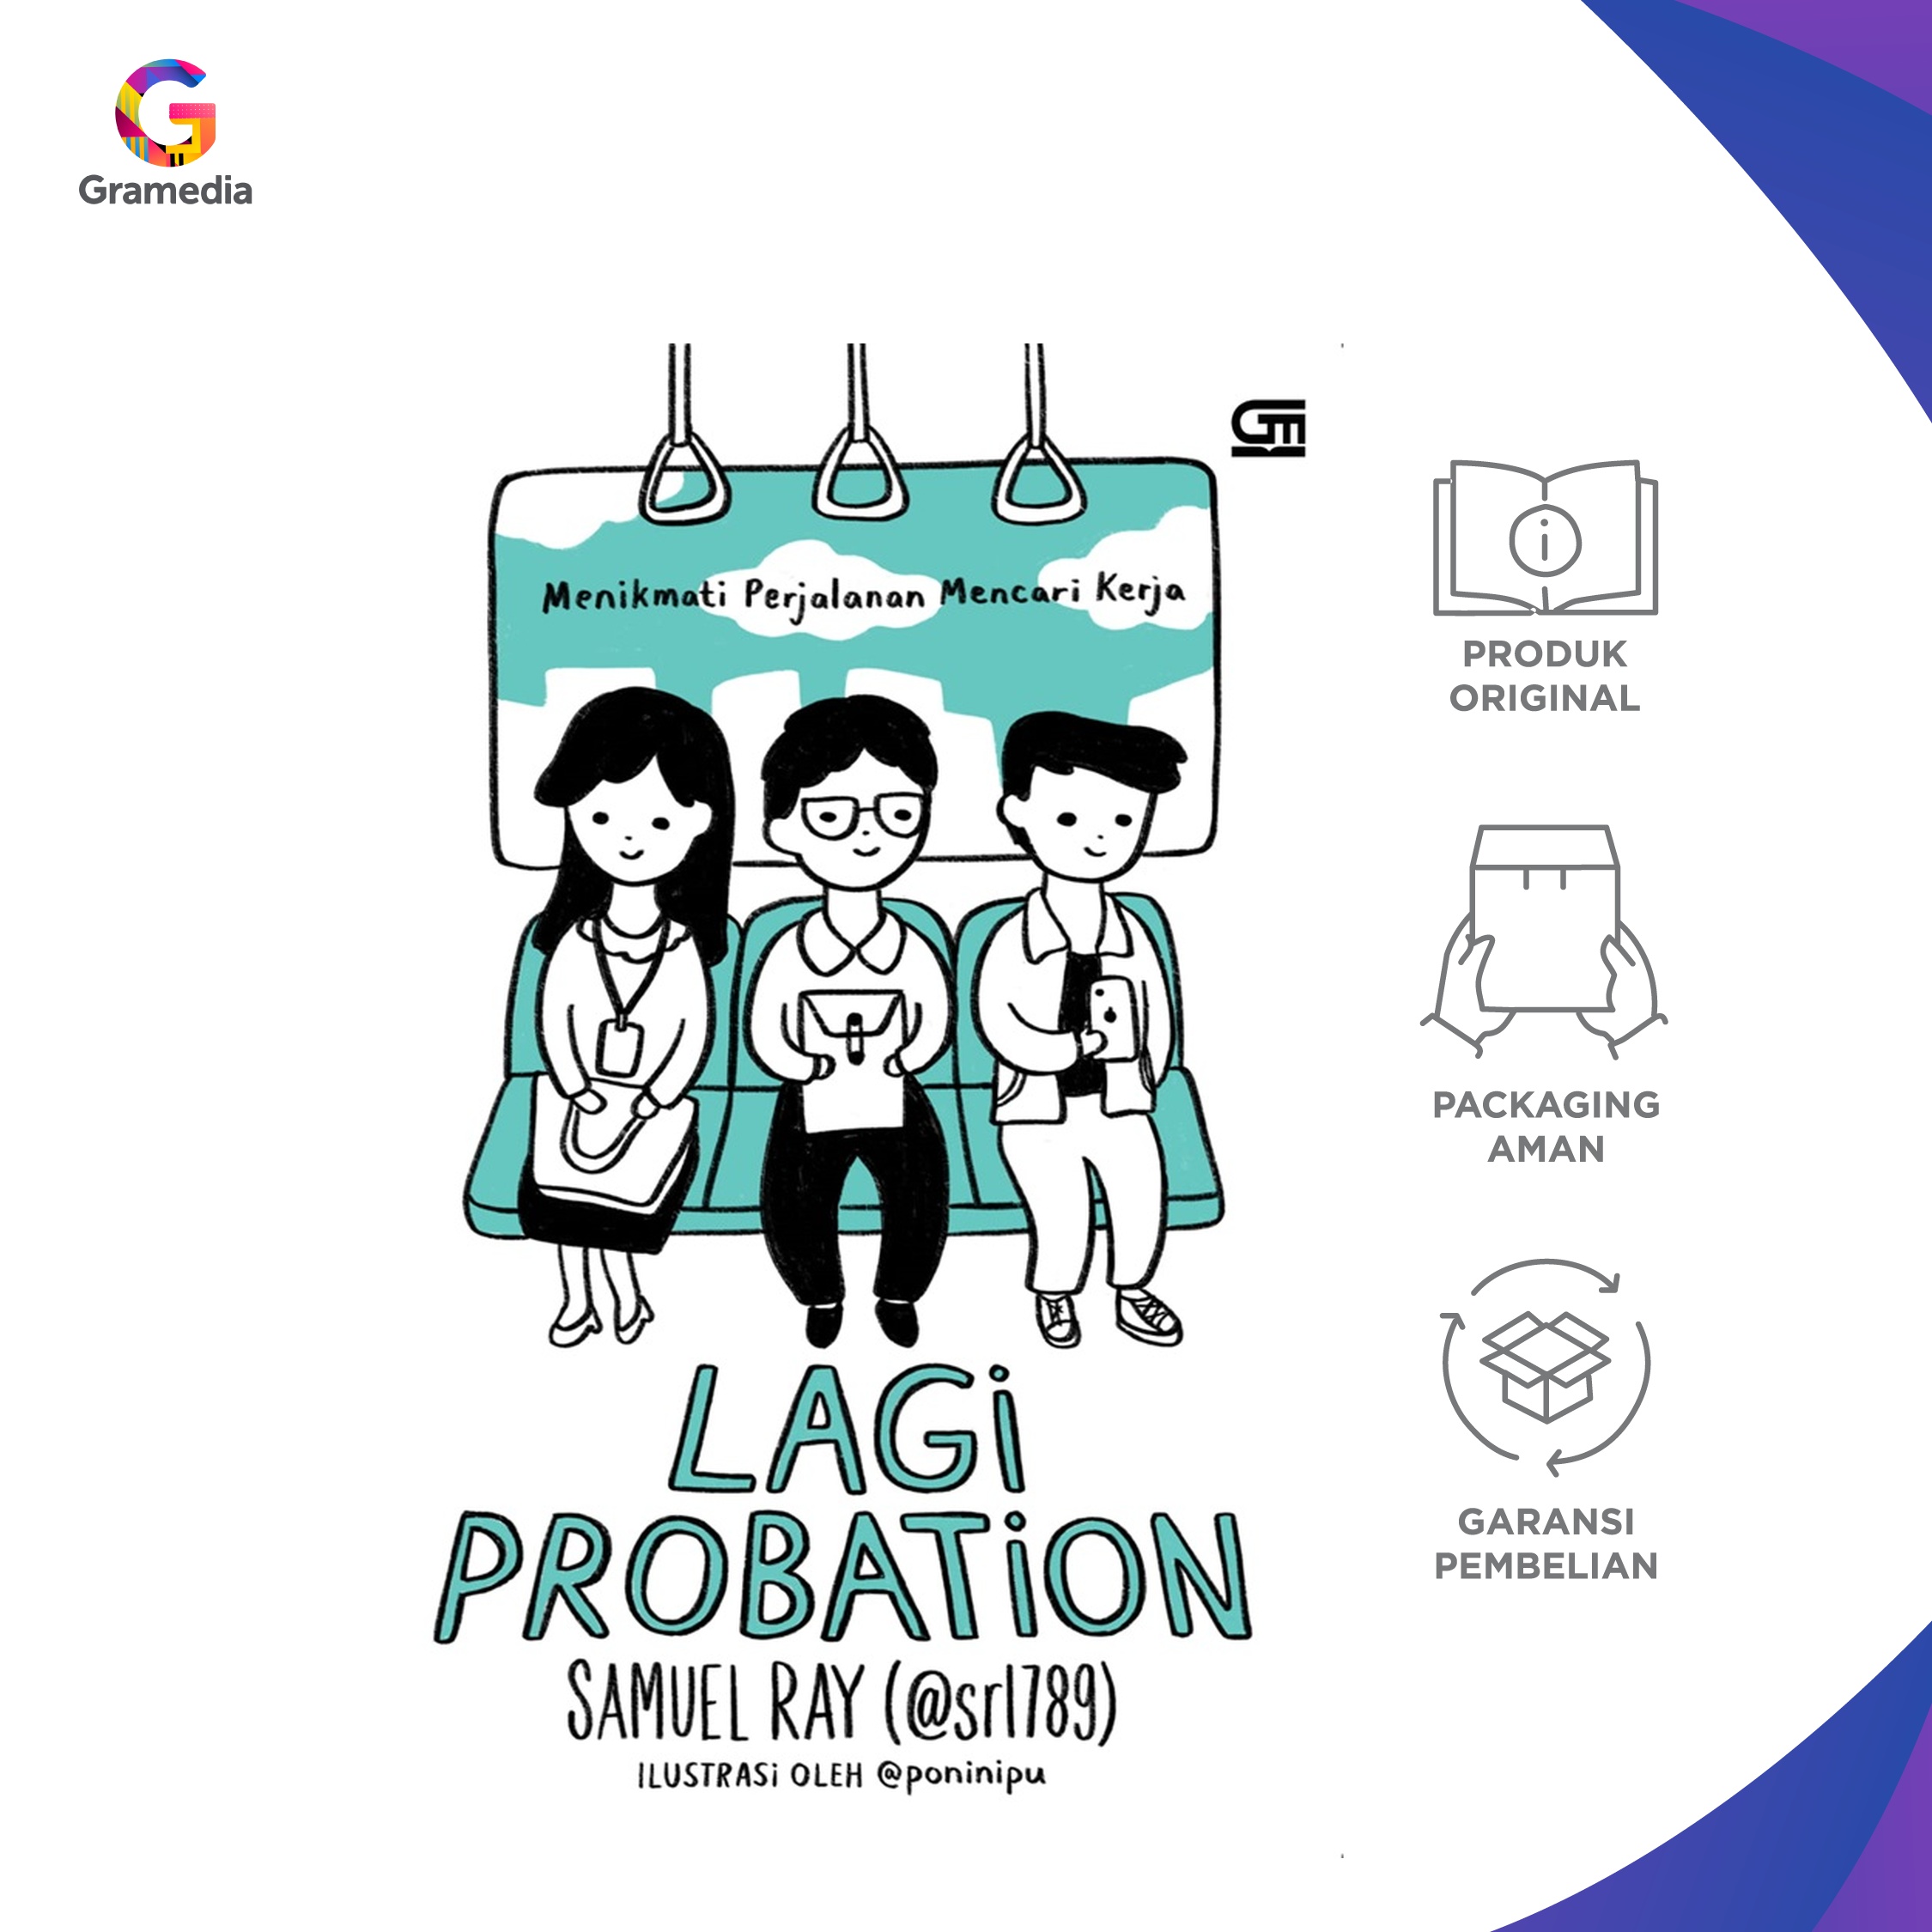 Gramedia
GM
Menikmati Perjalanan Mencari Kerja
LAGi
PROBATiON
SAMUEL RAY (@srl789)
ILUSTRASi OLEH @poninipu
PRODUK
ORIGINAL
PACKAGING
AMAN
GARANSI
PEMBELIAN